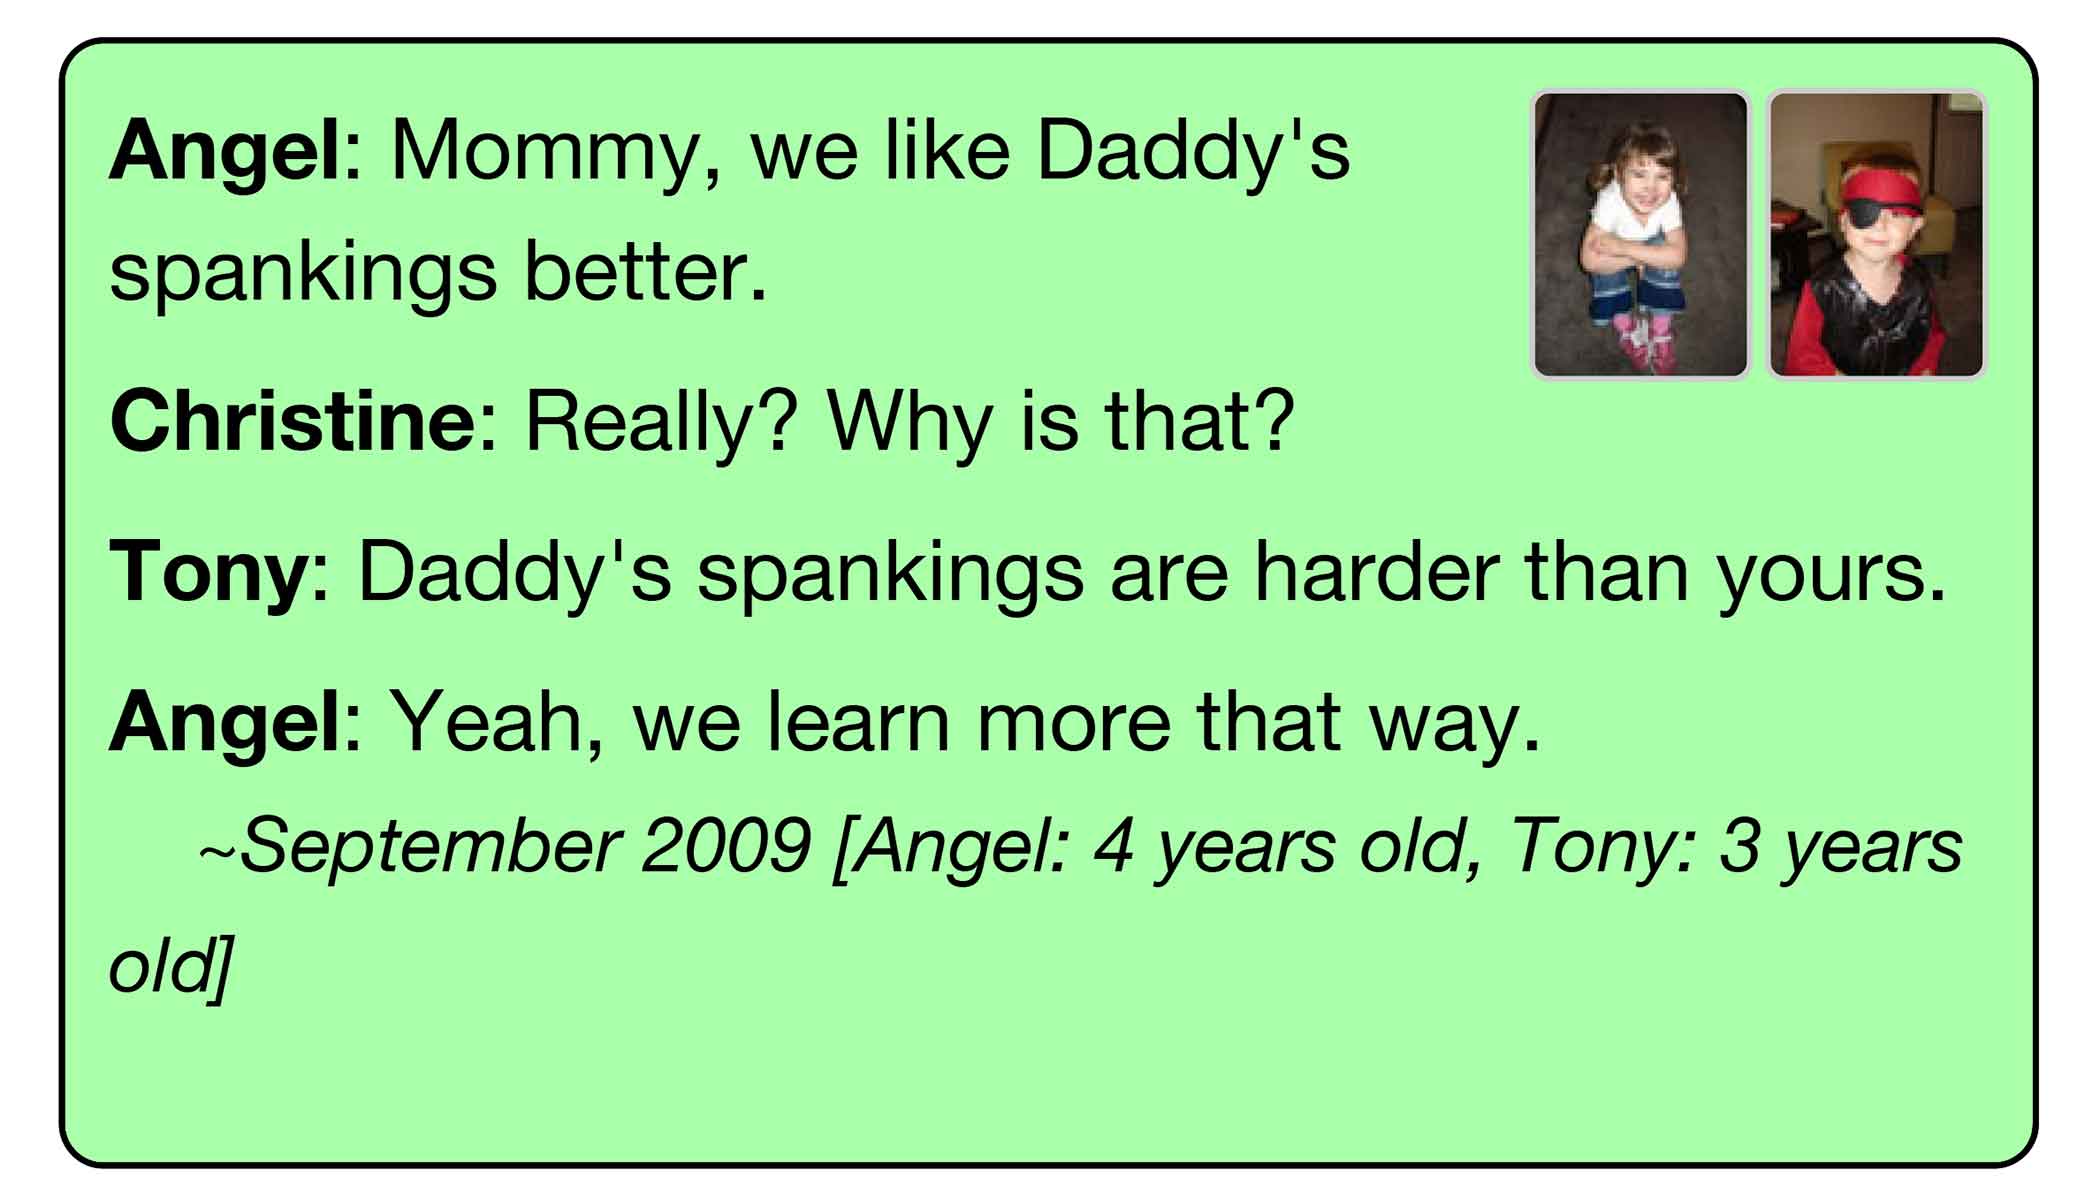 Angel: Mommy, we like Daddy's
spankings better.
Christine: Really? Why is that?
Tony: Daddy's spankings are harder than yours.
Angel: Yeah, we learn more that way.
~September 2009 [Angel: 4 years old, Tony: 3 years
old]